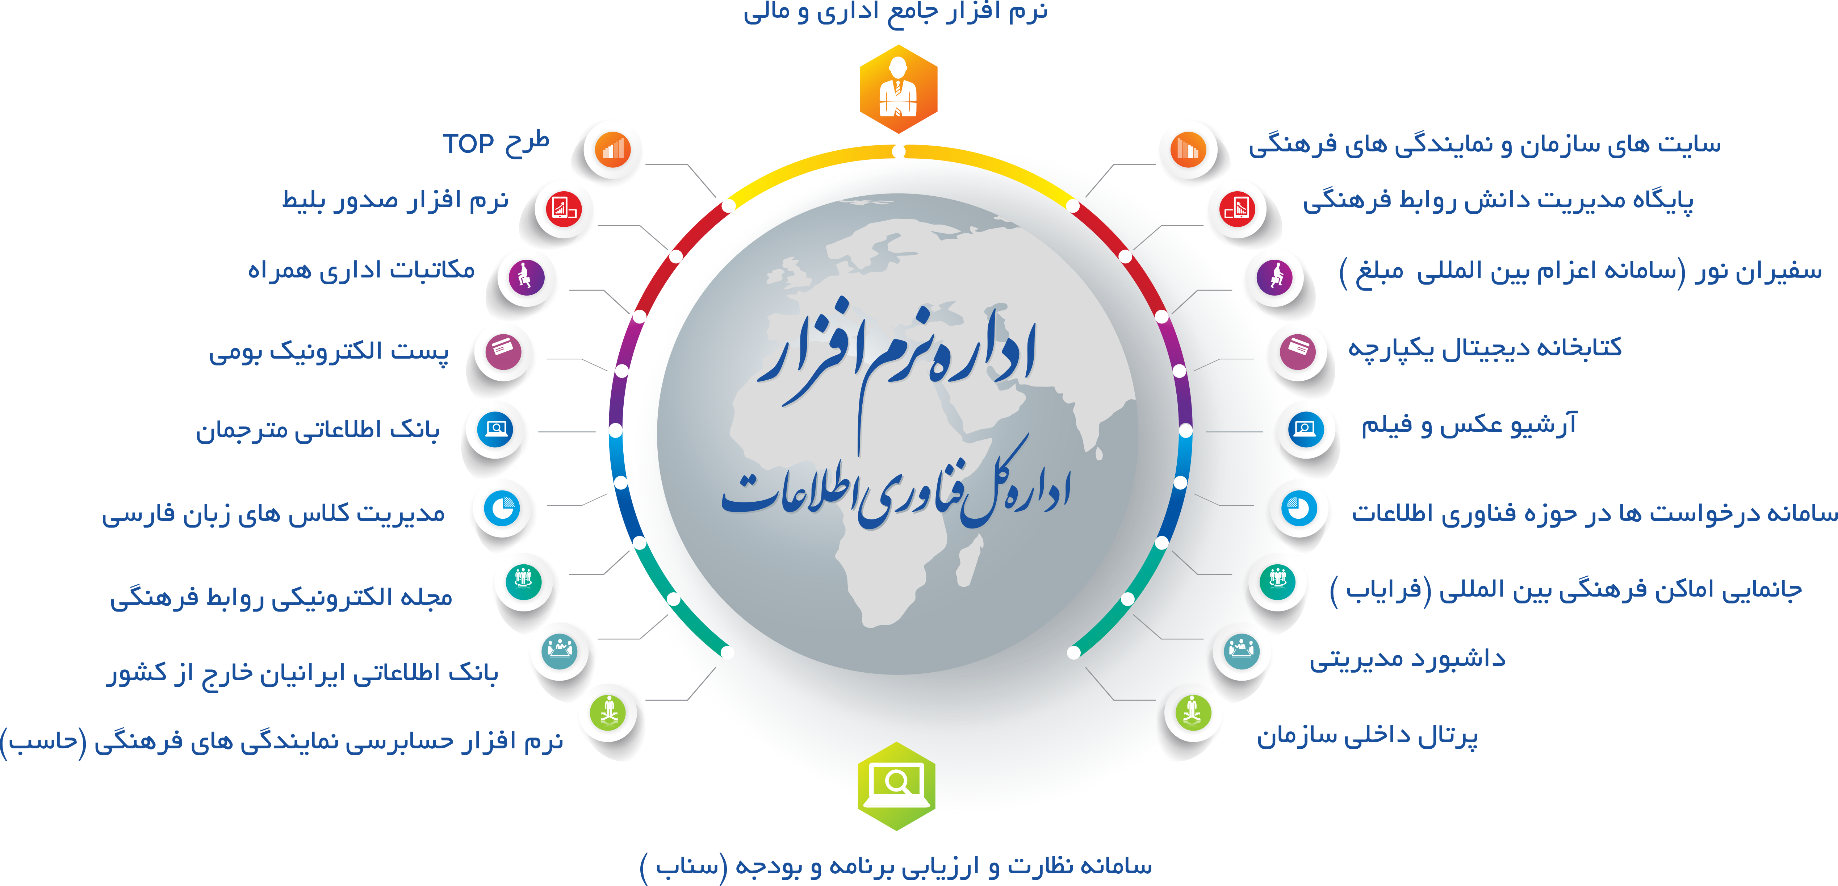 نرم افزار جامع اداری و مالی
سایت های سازمان و نمایندگی های فرهنگی
پایگاه مدیریت دانش روابط فرهنگی
سفیران نور (سامانه اعزام بین المللی مبلغ )
کتابخانه دیجیتال یکپارچه
آرشیو عکس و فیلم
سامانه درخواست ها در حوزه فناوری اطلاعات
جانمایی اماکن فرهنگی بین المللی (فرایاب )
داشبورد مدیریتی
پرتال داخلی سازمان
اداره نرم افزار
اداره کل فناوری اطلاعات
طرح TOP
نرم افزار صدور بلیط
مکاتبات اداری همراه
پست الکترونیک بومی
بانک اطلاعاتی مترجمان
مدیریت کلاس های زبان فارسی
مجله الکترونیکی روابط فرهنگی
بانک اطلاعاتی ایرانیان خارج از کشور
نرم افزار حسابرسی نمایندگی های فرهنگی (حاسب)
سامانه نظارت و ارزیابی برنامه و بودجه (سناب )